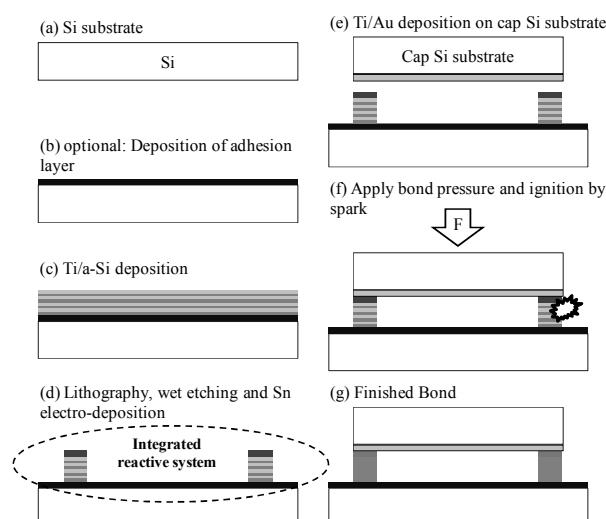 (a) Si substrate
Si
(b) optional: Deposition of adhesion
layer
(c) Ti/a-Si deposition
(d) Lithography, wet etching and Sn
electro-deposition
Integrated
reactive system
(e) Ti/Au deposition on cap Si substrate
Cap Si substrate
(f) Apply bond pressure and ignition by
spark
F
(g) Finished Bond